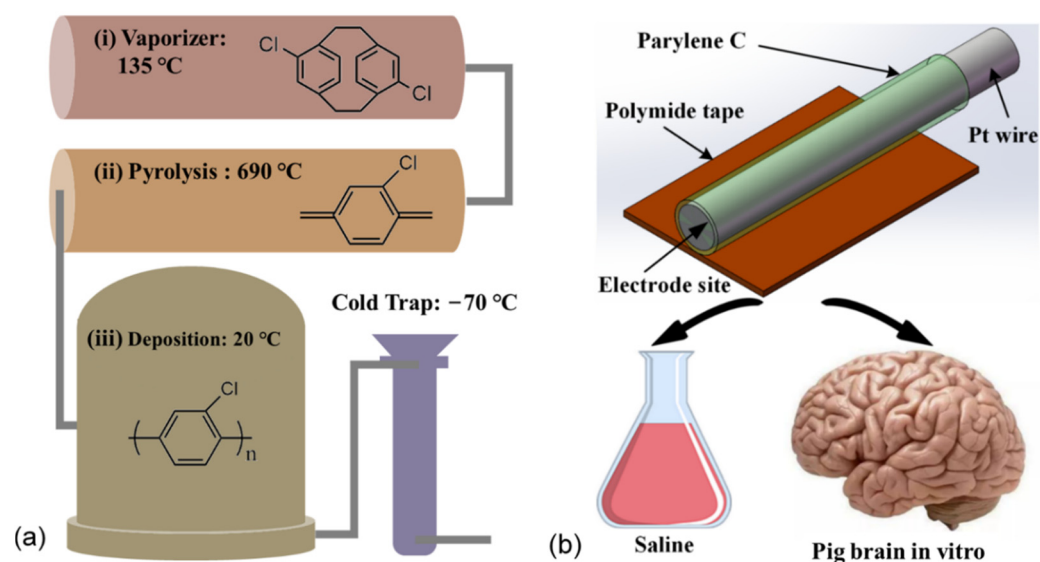 (i) Vaporizer:
135 °C
Cl
Cl
(ii) Pyrolysis : 690 °C
Cl
Cold Trap: −70 °C
(iii) Deposition: 20 °C
Cl
n
(a)
Parylene C
Polymide tape
Pt wire
Electrode site
Saline
Pig brain in vitro
(b)